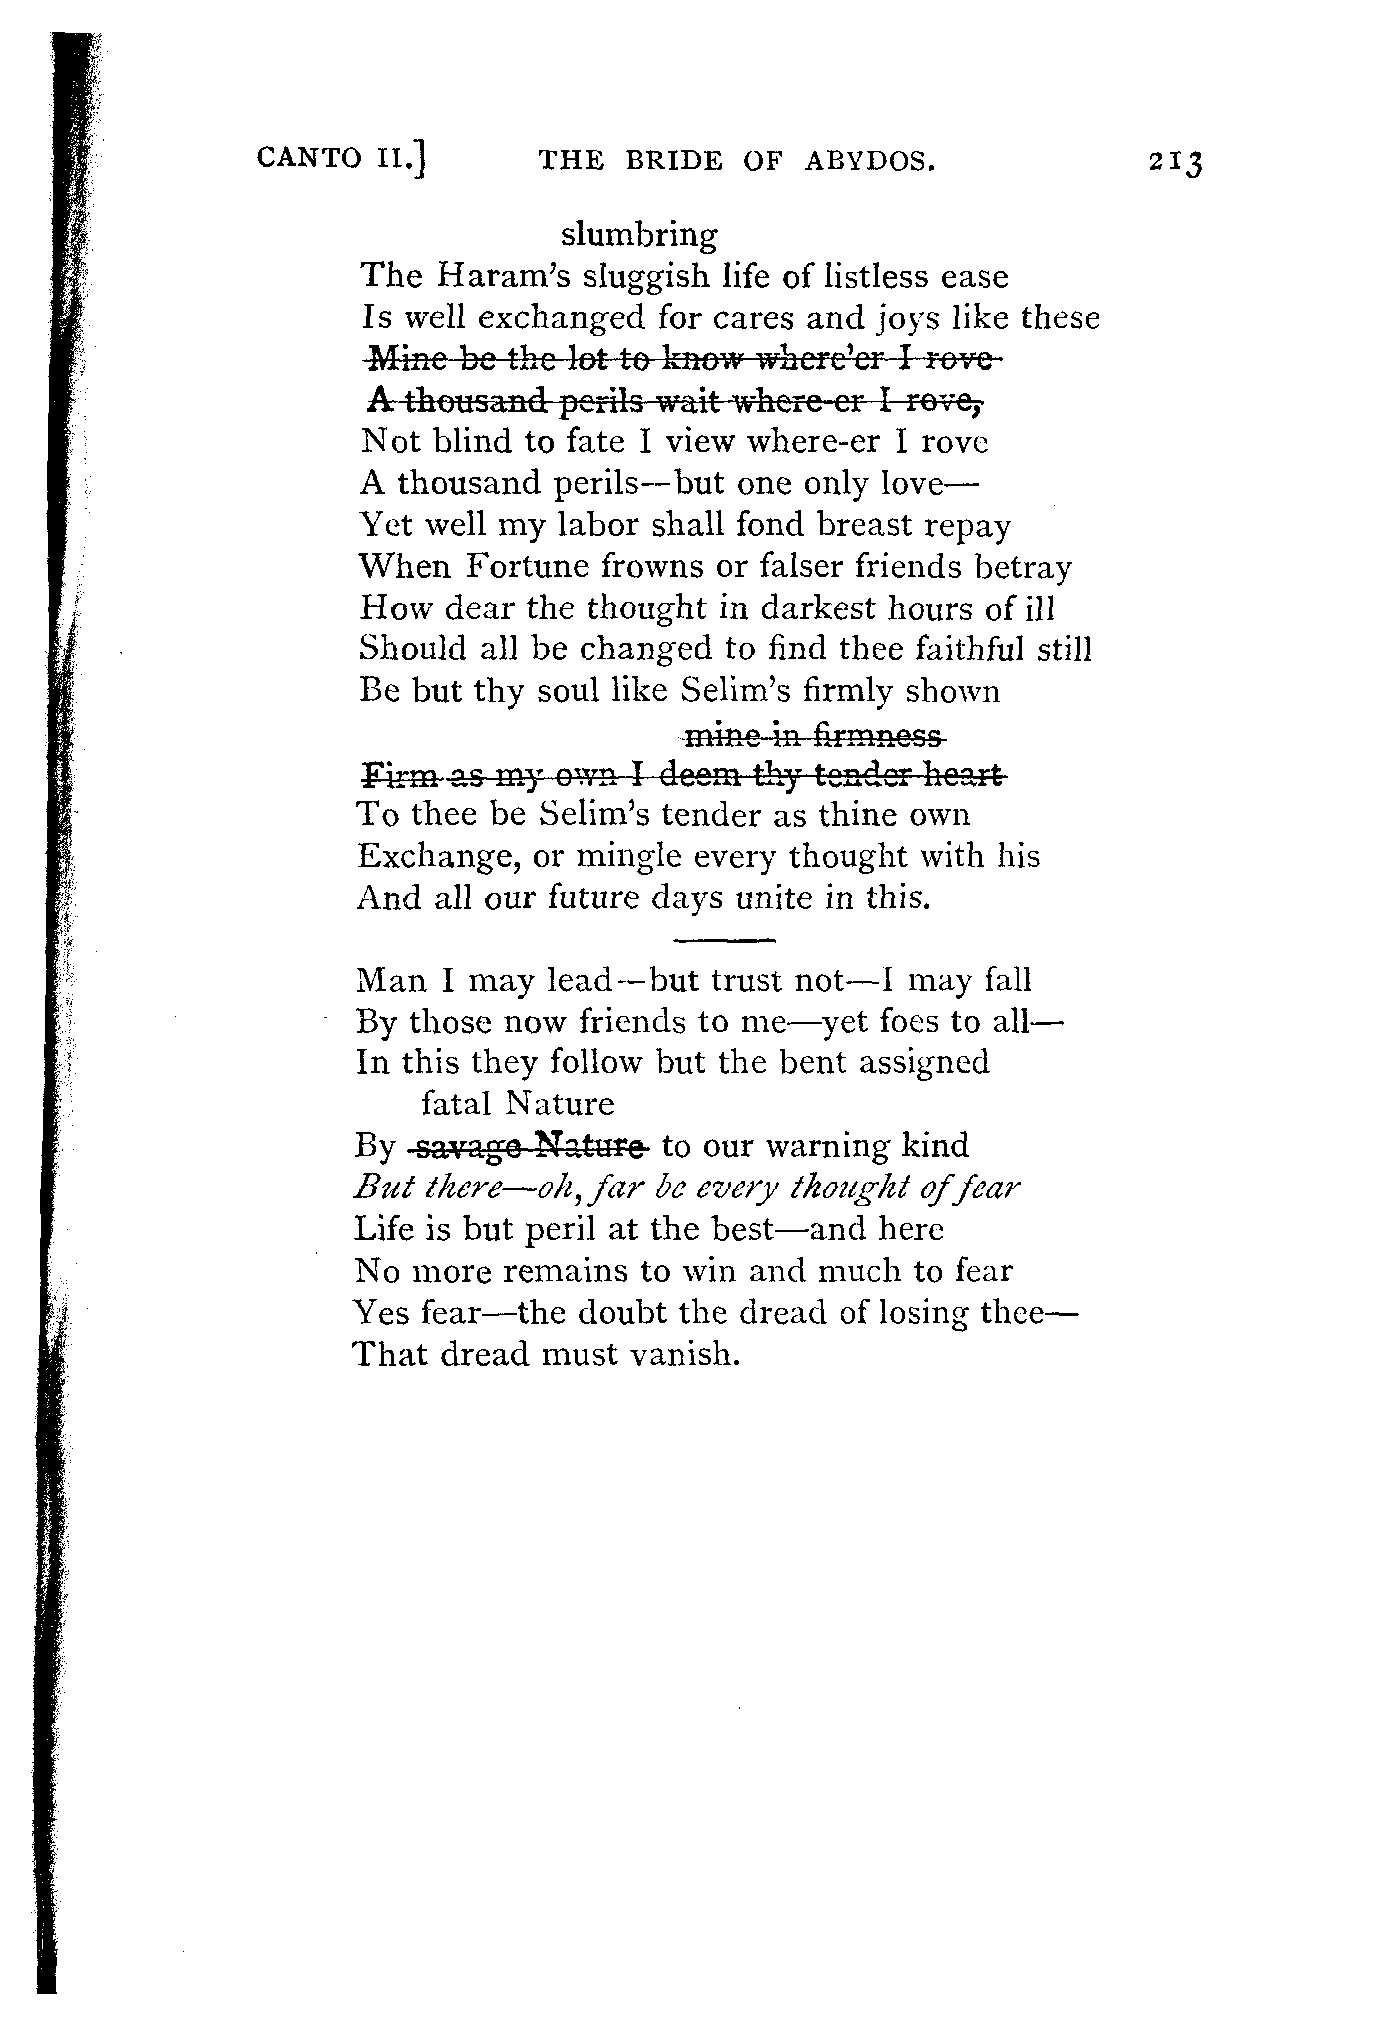 CANTO II.] THE BRIDE OF ABYDOS. 213
slumbring
The Haram's sluggish life of listless ease
Is well exchanged for cares and joys like these
Mine be the lot to know where'er I rove
A thousand perils wait where-er I rove,
Not blind to fate I view where-er I rove
A thousand perils—but one only love—
Yet well my labor shall fond breast repay
When Fortune frowns or falser friends betray
How dear the thought in darkest hours of ill
Should all be changed to find thee faithful still
Be but thy soul like Selim's firmly shown
mine in firmness
Firm as my own I deem thy tender heart
To thee be Selim's tender as thine own
Exchange, or mingle every thought with his
And all our future days unite in this.
Man I may lead—but trust not—I may fall
By those now friends to me—yet foes to all—
In this they follow but the bent assigned
fatal Nature
By savage Nature to our warning kind
But there—oh, far be every thought of fear
Life is but peril at the best—and here
No more remains to win and much to fear
Yes fear—the doubt the dread of losing thee—
That dread must vanish.